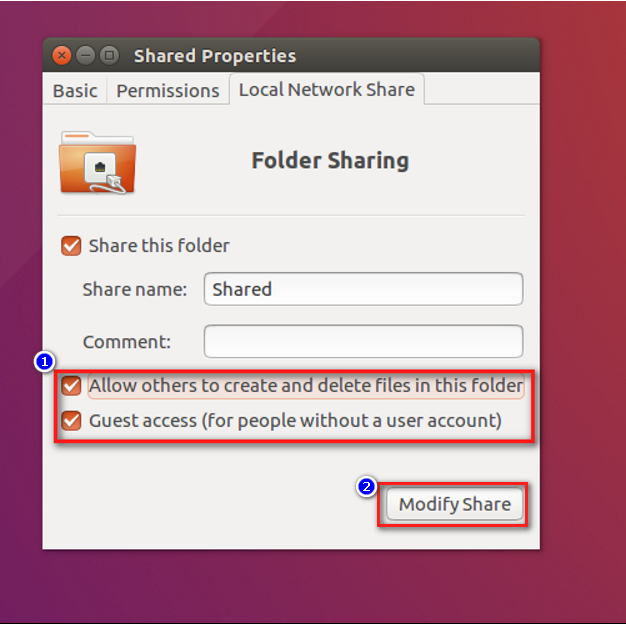 Shared Properties
Basic Permissions Local Network Share
Folder Sharing
Share this folder
Share name: Shared
Comment:
1
Allow others to create and delete files in this folder
Guest access (for people without a user account)
2
Modify Share